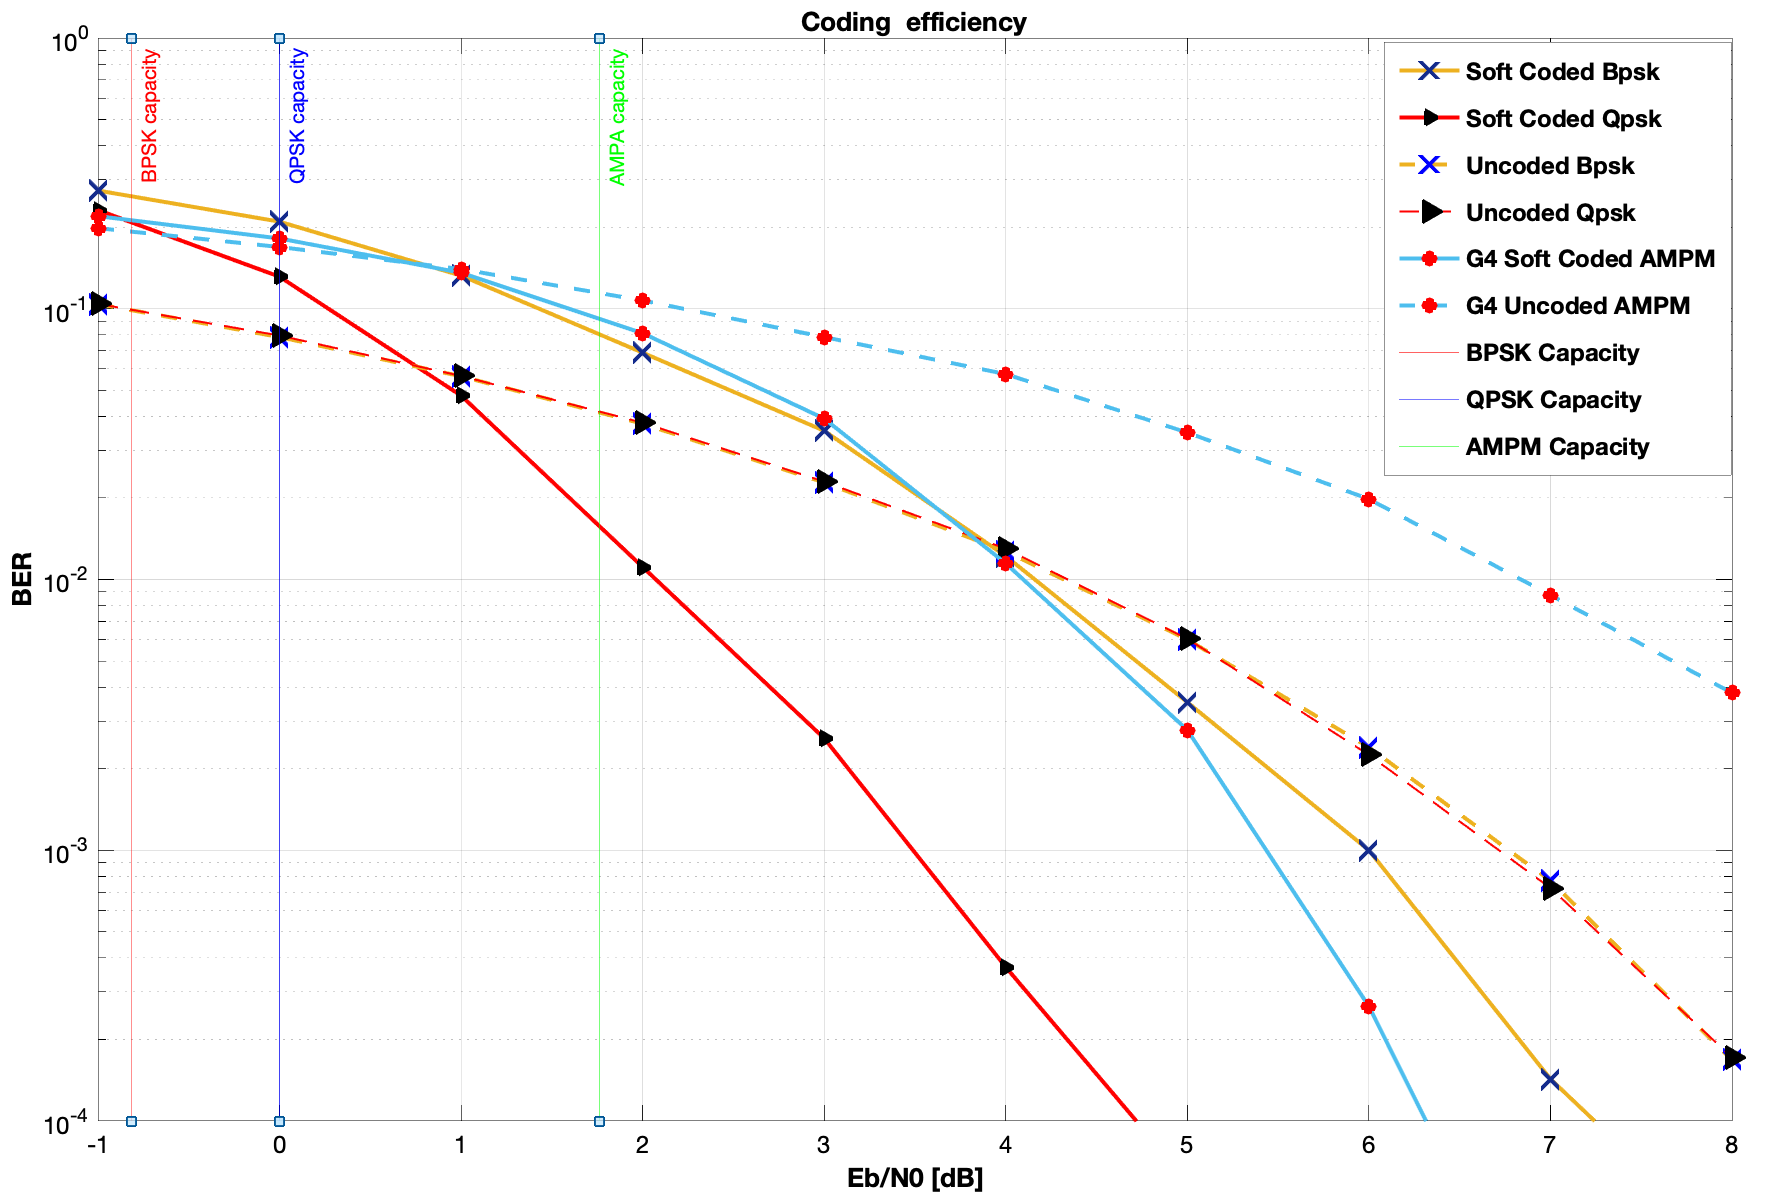 Coding efficiency
10^0
10^-1
10^-2
10^-3
10^-4
BER
BPSK capacity
QPSK capacity
AMPA capacity
Soft Coded Bpsk
Soft Coded Qpsk
Uncoded Bpsk
Uncoded Qpsk
G4 Soft Coded AMPM
G4 Uncoded AMPM
BPSK Capacity
QPSK Capacity
AMPM Capacity
-1 0 1 2 3 4 5 6 7 8
Eb/N0 [dB]